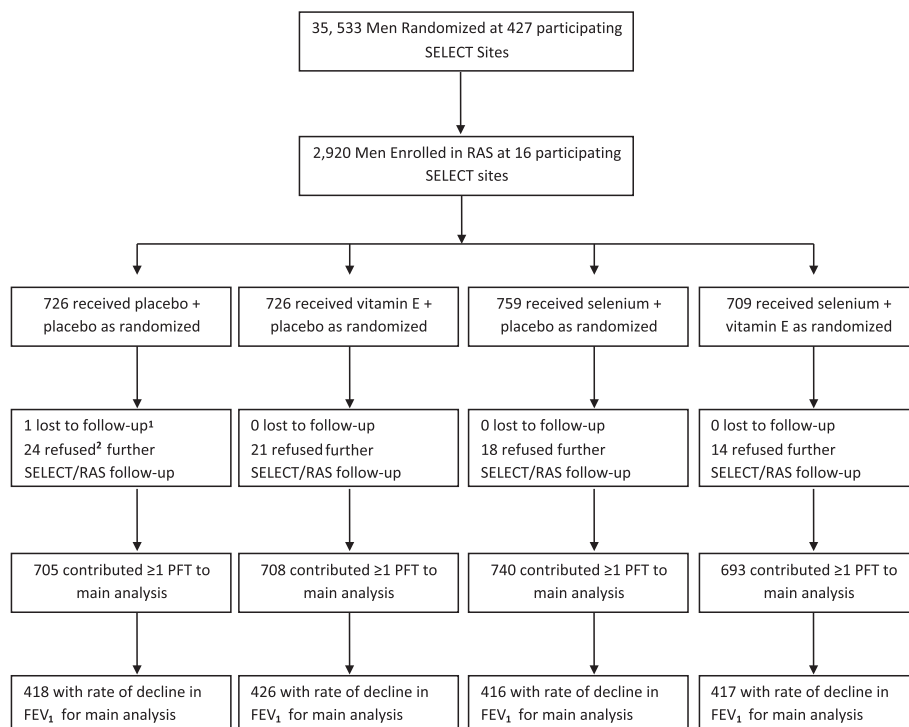 35, 533 Men Randomized at 427 participating
SELECT Sites
2,920 Men Enrolled in RAS at 16 participating
SELECT sites
726 received placebo +
placebo as randomized
726 received vitamin E +
placebo as randomized
759 received selenium +
placebo as randomized
709 received selenium +
vitamin E as randomized
1 lost to follow-up¹
24 refused² further
SELECT/RAS follow-up
0 lost to follow-up
21 refused further
SELECT/RAS follow-up
0 lost to follow-up
18 refused further
SELECT/RAS follow-up
0 lost to follow-up
14 refused further
SELECT/RAS follow-up
705 contributed ≥1 PFT to
main analysis
708 contributed ≥1 PFT to
main analysis
740 contributed ≥1 PFT to
main analysis
693 contributed ≥1 PFT to
main analysis
418 with rate of decline in
FEV₁ for main analysis
426 with rate of decline in
FEV₁ for main analysis
416 with rate of decline in
FEV₁ for main analysis
417 with rate of decline in
FEV₁ for main analysis